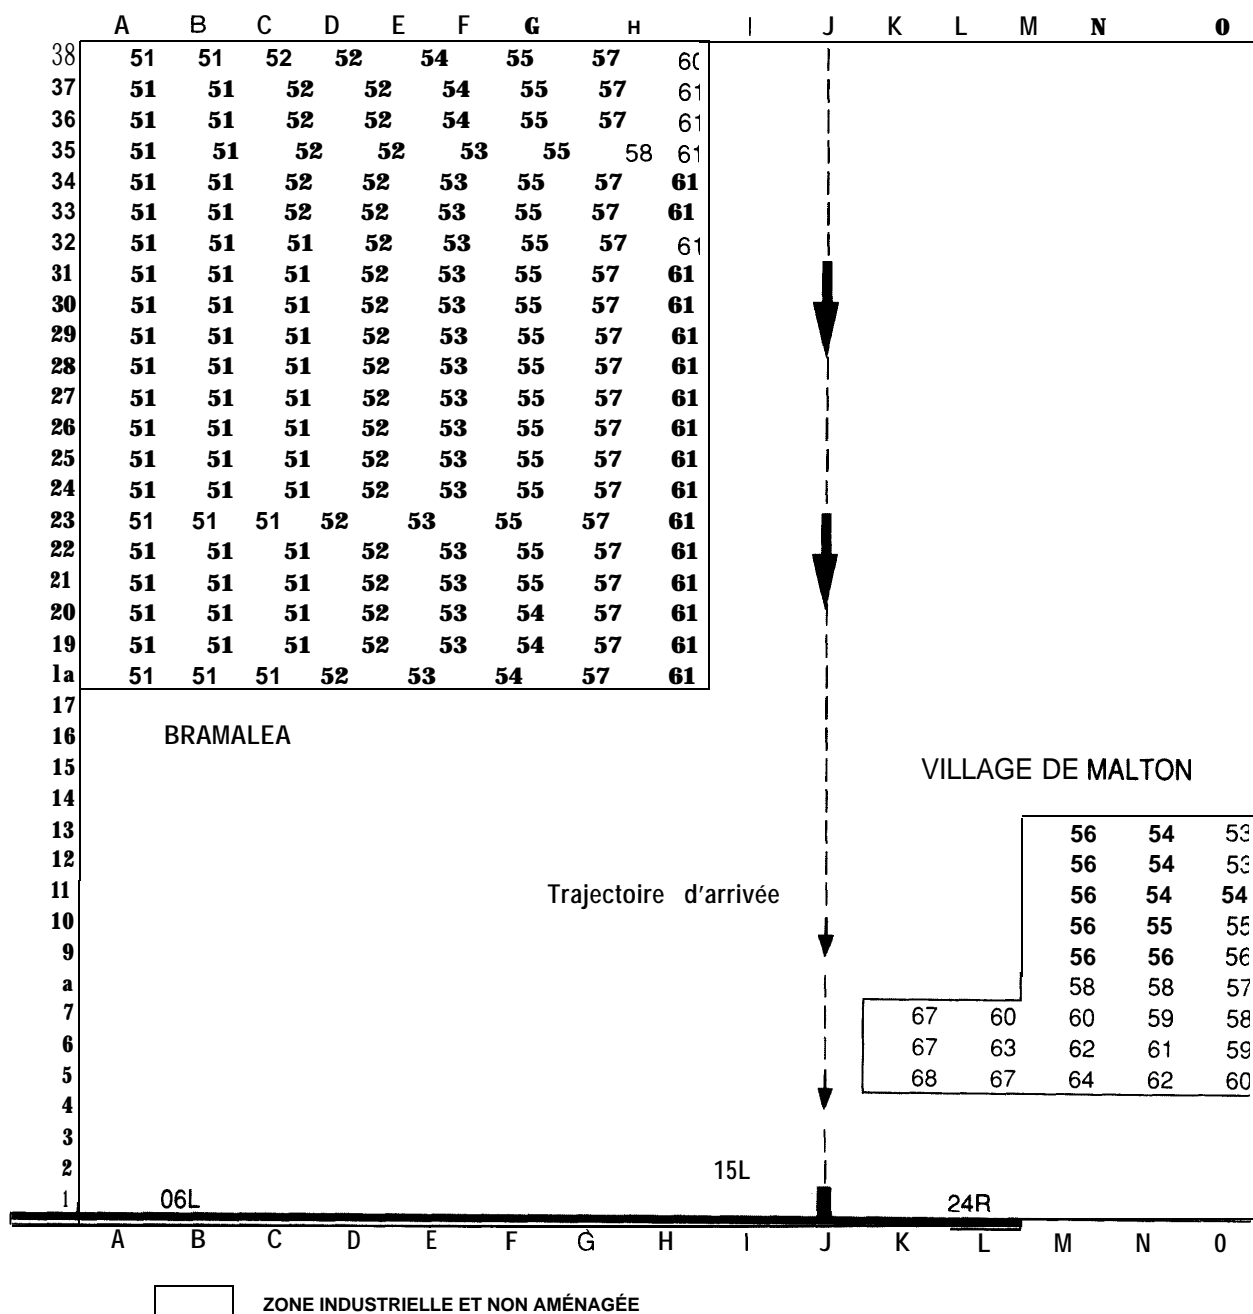 A B C D E F G H I J K L M N O
38 51 51 52 52 54 55 57 60
37 51 51 52 52 54 55 57 61
36 51 51 52 52 54 55 57 61
35 51 51 52 52 53 55 58 61
34 51 51 52 52 53 55 57 61
33 51 51 52 52 53 55 57 61
32 51 51 51 52 53 55 57 61
31 51 51 51 52 53 55 57 61
30 51 51 51 52 53 55 57 61
29 51 51 51 52 53 55 57 61
28 51 51 51 52 53 55 57 61
27 51 51 51 52 53 55 57 61
26 51 51 51 52 53 55 57 61
25 51 51 51 52 53 55 57 61
24 51 51 51 52 53 55 57 61
23 51 51 51 52 53 55 57 61
22 51 51 51 52 53 55 57 61
21 51 51 51 52 53 55 57 61
20 51 51 51 52 53 54 57 61
19 51 51 51 52 53 54 57 61
la 51 51 51 52 53 54 57 61
17
16 BRAMALEA
15 VILLAGE DE MALTON
14
13 56 54 53
12 56 54 53
11 Trajectoire d'arrivée 56 54 54
10 56 55 55
9 56 56 56
a 58 58 57
7 67 60 60 59 58
6 67 63 62 61 59
5 68 67 64 62 60
4
3
2 15L
1 06L 24R
A B C D E F G H I J K L M N O
ZONE INDUSTRIELLE ET NON AMÉNAGÉE